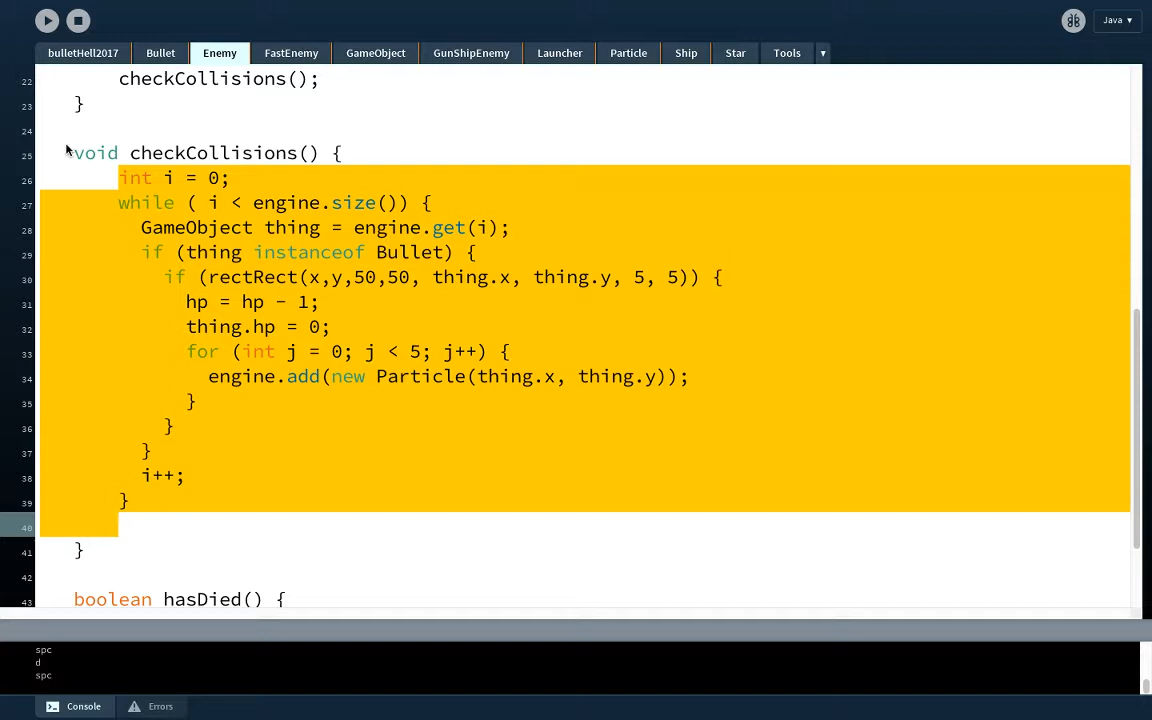 Java ▾
bulletHell2017 Bullet Enemy FastEnemy GameObject GunShipEnemy Launcher Particle Ship Star Tools ▾
22 checkCollisions();
23 }
24
25 void checkCollisions() {
26 int i = 0;
27 while ( i < engine.size()) {
28 GameObject thing = engine.get(i);
29 if (thing instanceof Bullet) {
30 if (rectRect(x,y,50,50, thing.x, thing.y, 5, 5)) {
31 hp = hp - 1;
32 thing.hp = 0;
33 for (int j = 0; j < 5; j++) {
34 engine.add(new Particle(thing.x, thing.y));
35 }
36 }
37 }
38 i++;
39 }
40
41 }
42
43 boolean hasDied() {
spc
d
spc
Console Errors